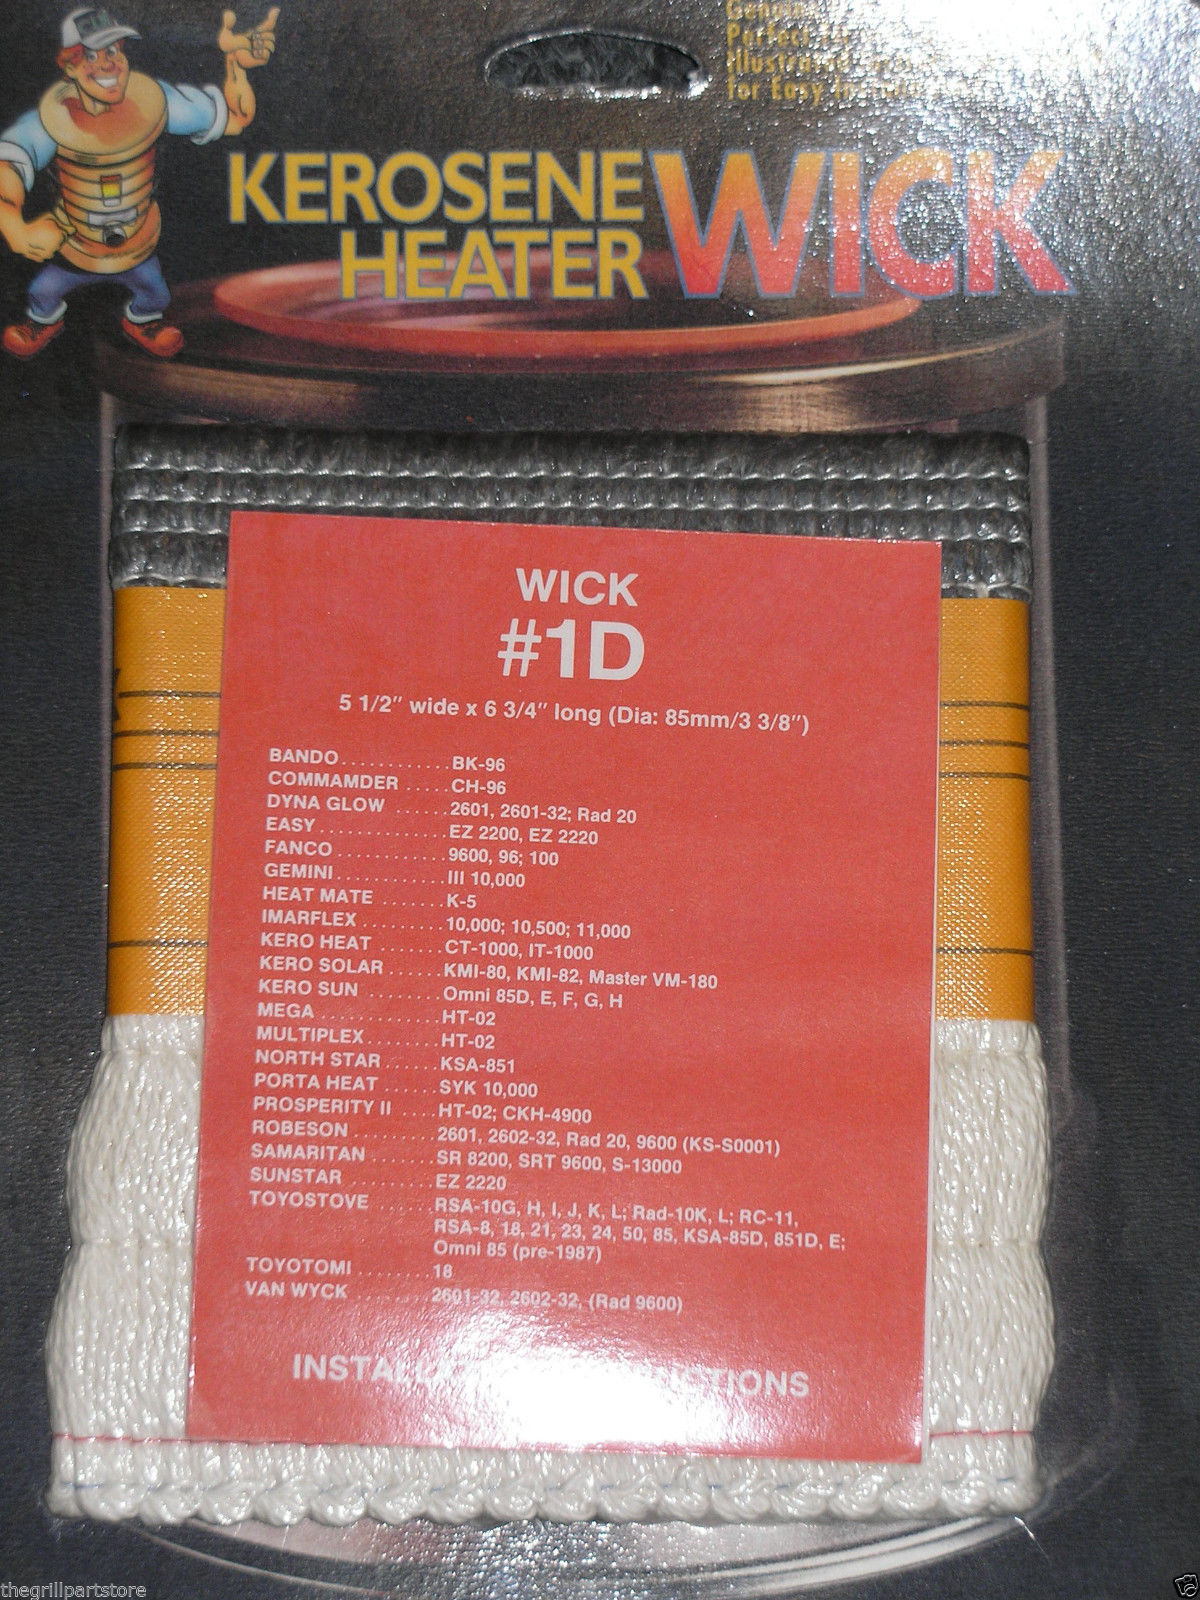 for Easy
KEROSENE
HEATER WICK
WICK
#1D
5 1/2" wide x 6 3/4" long (Dia: 85mm/3 3/8")
BANDO............BK-96
COMMAMDER.....CH-96
DYNA GLOW......2601, 2601-32; Rad 20
EASY..............EZ 2200, EZ 2220
FANCO............9600, 96; 100
GEMINI............III 10,000
HEAT MATE.......K-5
IMARFLEX.........10,000; 10,500; 11,000
KERO HEAT.......CT-1000, IT-1000
KERO SOLAR......KMI-80, KMI-82, Master VM-180
KERO SUN........Omni 85D, E, F, G, H
MEGA.............HT-02
MULTIPLEX........HT-02
NORTH STAR......KSA-851
PORTA HEAT......SYK 10,000
PROSPERITY II....HT-02; CKH-4900
ROBESON.........2601, 2602-32, Rad 20, 9600 (KS-S0001)
SAMARITAN.......SR 8200, SRT 9600, S-13000
SUNSTAR.........EZ 2220
TOYOSTOVE......RSA-10G, H, I, J, K, L; Rad-10K, L; RC-11,
RSA-8, 18, 21, 23, 24, 50, 85, KSA-85D, 851D, E;
Omni 85 (pre-1987)
TOYOTOMI........18
VAN WYCK........2601-32, 2602-32, (Rad 9600)
thegrillpartstore